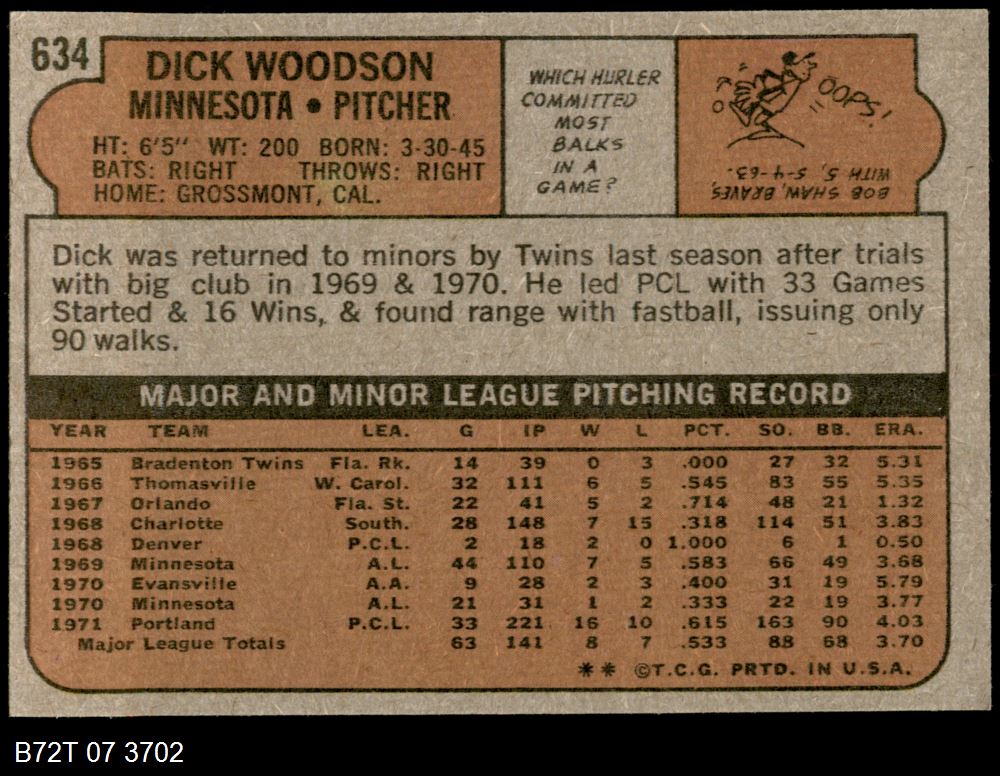 634
DICK WOODSON
MINNESOTA • PITCHER
HT: 6'5" WT: 200 BORN: 3-30-45
BATS: RIGHT THROWS: RIGHT
HOME: GROSSMONT, CAL.
WHICH HURLER
COMMITTED
MOST
BALKS
IN A
GAME?
OOPS!
BOB SHAW, BRAVES,
WITH 5, 5-4-63.
Dick was returned to minors by Twins last season after trials
with big club in 1969 & 1970. He led PCL with 33 Games
Started & 16 Wins, & found range with fastball, issuing only
90 walks.
MAJOR AND MINOR LEAGUE PITCHING RECORD
YEAR TEAM LEA. G IP W L PCT. SO. BB. ERA.
1965 Bradenton Twins Fla. Rk. 14 39 0 3 .000 27 32 5.31
1966 Thomasville W. Carol. 32 111 6 5 .545 83 55 5.35
1967 Orlando Fla. St. 22 41 5 2 .714 48 21 1.32
1968 Charlotte South. 28 148 7 15 .318 114 51 3.83
1968 Denver P.C.L. 2 18 2 0 1.000 6 1 0.50
1969 Minnesota A.L. 44 110 7 5 .583 66 49 3.68
1970 Evansville A.A. 9 28 2 3 .400 31 19 5.79
1970 Minnesota A.L. 21 31 1 2 .333 22 19 3.77
1971 Portland P.C.L. 33 221 16 10 .615 163 90 4.03
Major League Totals 63 141 8 7 .533 88 68 3.70
** ©T.C.G. PRTD. IN U.S.A.
B72T 07 3702